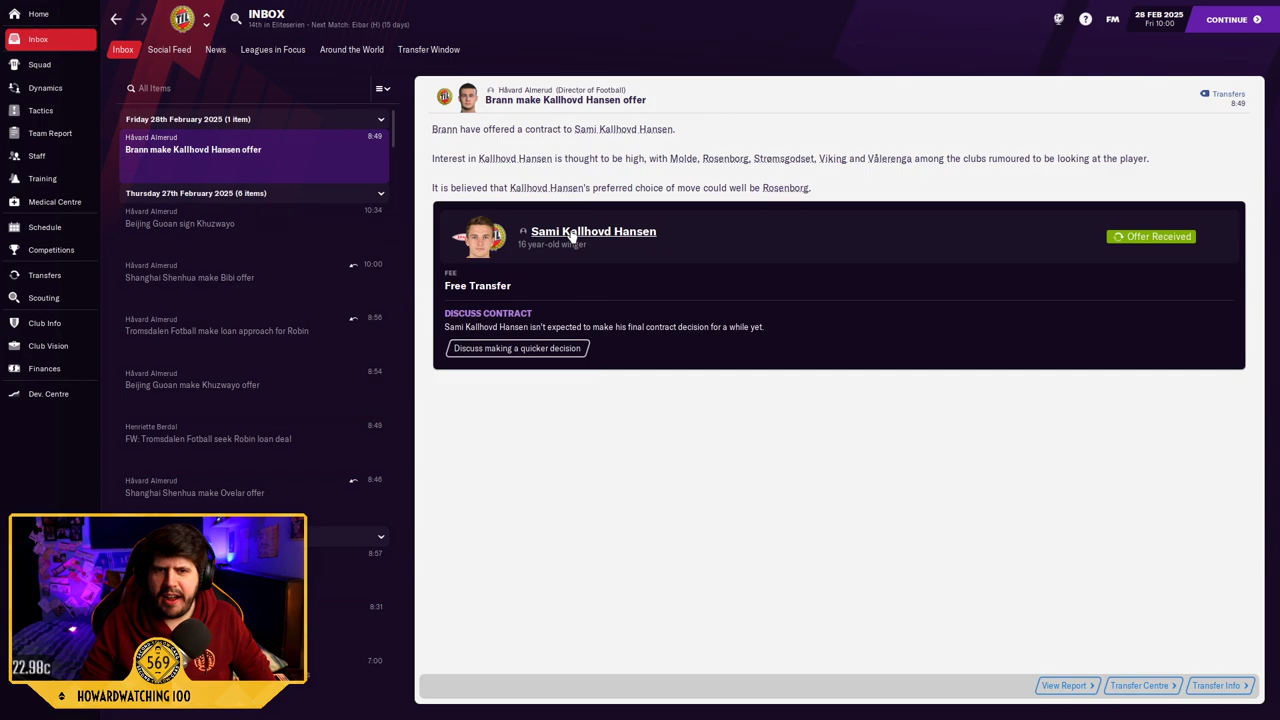 Home
Inbox
Squad
Dynamics
Tactics
Team Report
Staff
Training
Medical Centre
Schedule
Competitions
Transfers
Scouting
Club Info
Club Vision
Finances
Dev. Centre
TIL
INBOX
14th in Eliteserien - Next Match: Eibar (H) (15 days)
FM
28 FEB 2025
Fri 10:00
CONTINUE
Inbox
Social Feed
News
Leagues in Focus
Around the World
Transfer Window
All Items
Friday 28th February 2025 (1 item)
Håvard Almerud
8:49
Brann make Kallhovd Hansen offer
Thursday 27th February 2025 (6 items)
Håvard Almerud
10:34
Beijing Guoan sign Khuzwayo
Håvard Almerud
10:00
Shanghai Shenhua make Bibi offer
Håvard Almerud
8:56
Tromsdalen Fotball make loan approach for Robin
Håvard Almerud
8:54
Beijing Guoan make Khuzwayo offer
Henriette Berdal
8:49
FW: Tromsdalen Fotball seek Robin loan deal
Håvard Almerud
8:46
Shanghai Shenhua make Ovelar offer
8:57
8:31
7:00
Håvard Almerud (Director of Football)
Brann make Kallhovd Hansen offer
Transfers
8:49
Brann have offered a contract to Sami Kallhovd Hansen.
Interest in Kallhovd Hansen is thought to be high, with Molde, Rosenborg, Strømsgodset, Viking and Vålerenga among the clubs rumoured to be looking at the player.
It is believed that Kallhovd Hansen's preferred choice of move could well be Rosenborg.
Sami Kallhovd Hansen
16 year-old winger
Offer Received
FEE
Free Transfer
DISCUSS CONTRACT
Sami Kallhovd Hansen isn't expected to make his final contract decision for a while yet.
Discuss making a quicker decision
View Report
Transfer Centre
Transfer Info
22.98c
569
HOWARDWATCHING 100